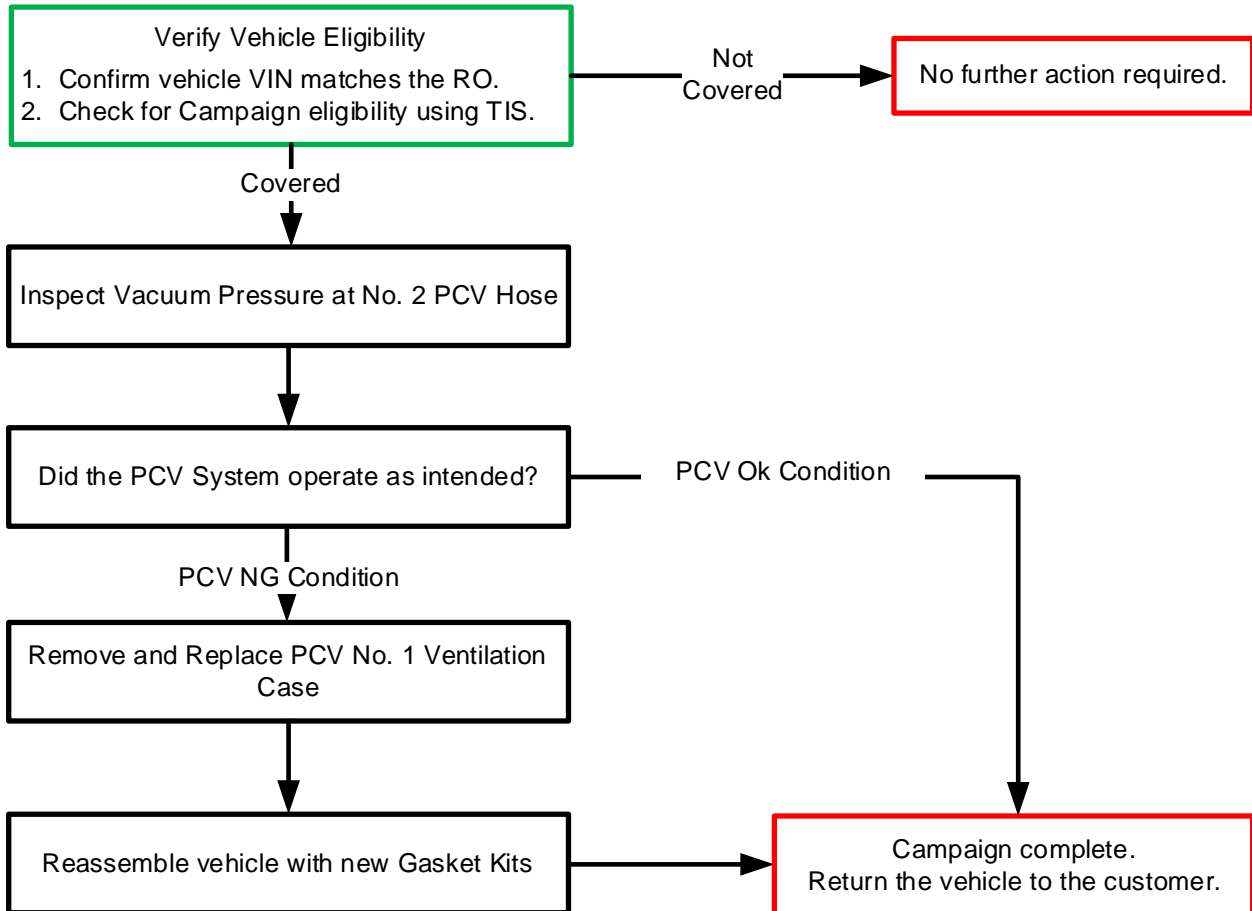 Verify Vehicle Eligibility
1. Confirm vehicle VIN matches the RO.
2. Check for Campaign eligibility using TIS.
Not
Covered
No further action required.
Covered
Inspect Vacuum Pressure at No. 2 PCV Hose
Did the PCV System operate as intended?
PCV Ok Condition
PCV NG Condition
Remove and Replace PCV No. 1 Ventilation
Case
Reassemble vehicle with new Gasket Kits
Campaign complete.
Return the vehicle to the customer.